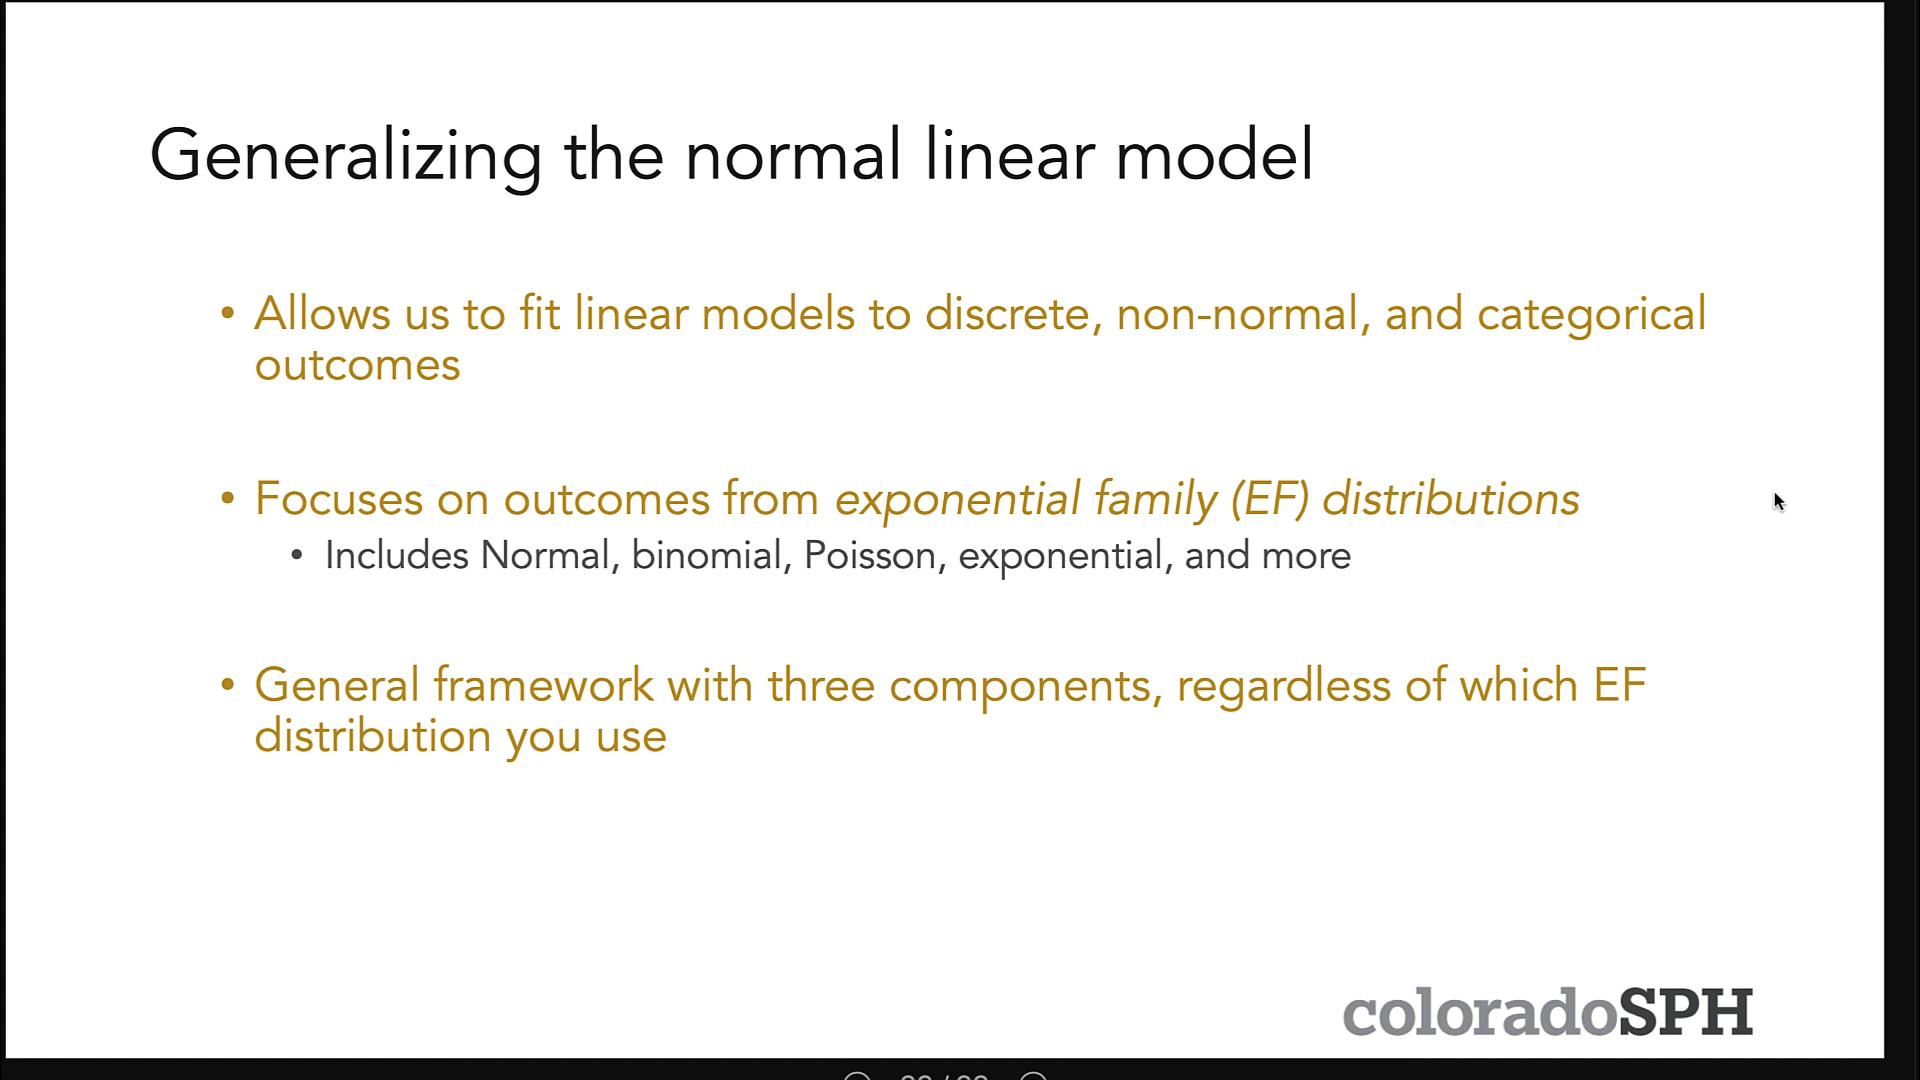 Generalizing the normal linear model
• Allows us to fit linear models to discrete, non-normal, and categorical
outcomes
• Focuses on outcomes from exponential family (EF) distributions
• Includes Normal, binomial, Poisson, exponential, and more
• General framework with three components, regardless of which EF
distribution you use
coloradoSPH